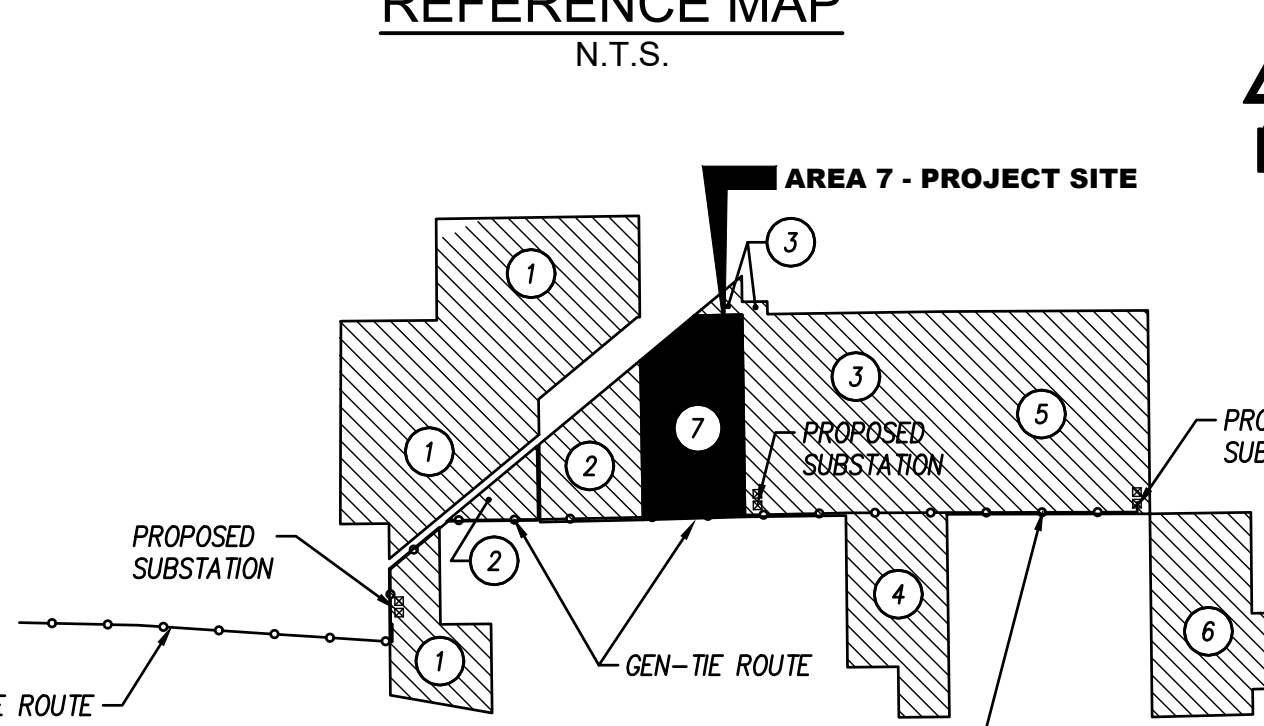 REFERENCE MAP
N.T.S.
AREA 7 - PROJECT SITE
3
1
3
5
7
PROPOSED
SUBSTATION
1
2
PROPOSED
SUBSTATION
2
4
6
1
GEN-TIE ROUTE
ROUTE